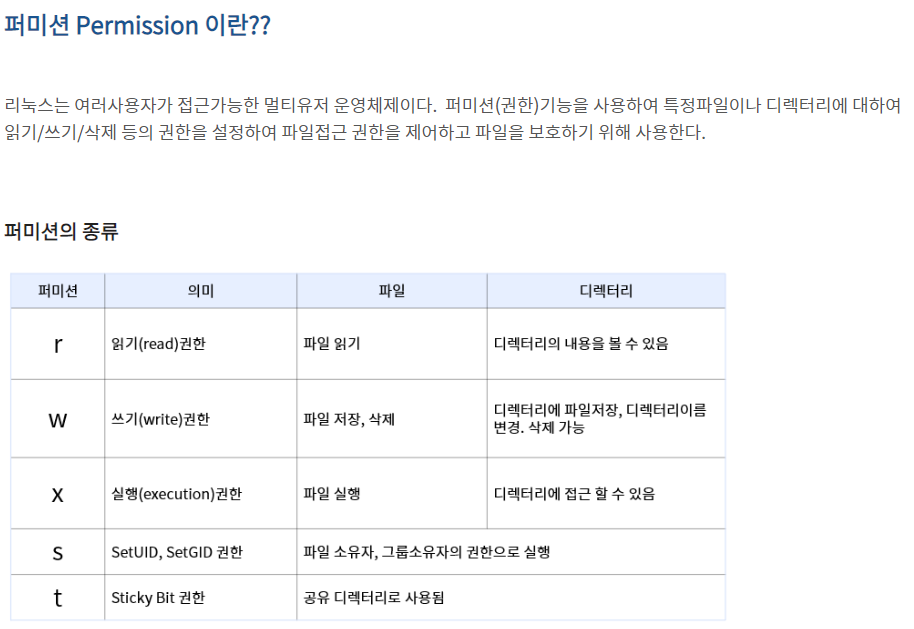 퍼미션 Permission 이란??
리눅스는 여러사용자가 접근가능한 멀티유저 운영체제이다. 퍼미션(권한)기능을 사용하여 특정파일이나 디렉터리에 대하여
읽기/쓰기/삭제 등의 권한을 설정하여 파일접근 권한을 제어하고 파일을 보호하기 위해 사용한다.
퍼미션의 종류
퍼미션 의미 파일 디렉터리
r 읽기(read)권한 파일 읽기 디렉터리의 내용을 볼 수 있음
w 쓰기(write)권한 파일 저장, 삭제 디렉터리에 파일저장, 디렉터리이름
변경. 삭제 가능
x 실행(execution)권한 파일 실행 디렉터리에 접근 할 수 있음
s SetUID, SetGID 권한 파일 소유자, 그룹소유자의 권한으로 실행
t Sticky Bit 권한 공유 디렉터리로 사용됨